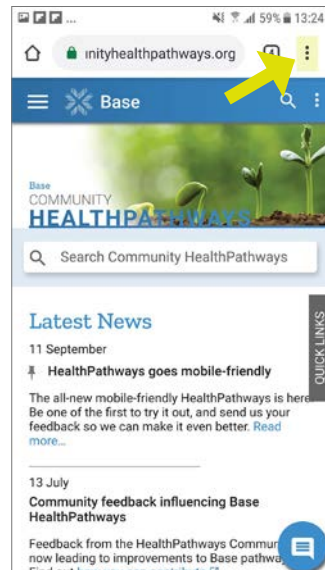 59% 13:24
inityhealthpathways.org 4
Base
Base
COMMUNITY
HEALTHPATHWAYS
Search Community HealthPathways
Latest News
11 September
HealthPathways goes mobile-friendly
The all-new mobile-friendly HealthPathways is here
Be one of the first to try it out, and send us your
feedback so we can make it even better. Read
more...
QUICK LINKS
13 July
Community feedback influencing Base
HealthPathways
Feedback from the HealthPathways Commun
now leading to improvements to Base pathwa